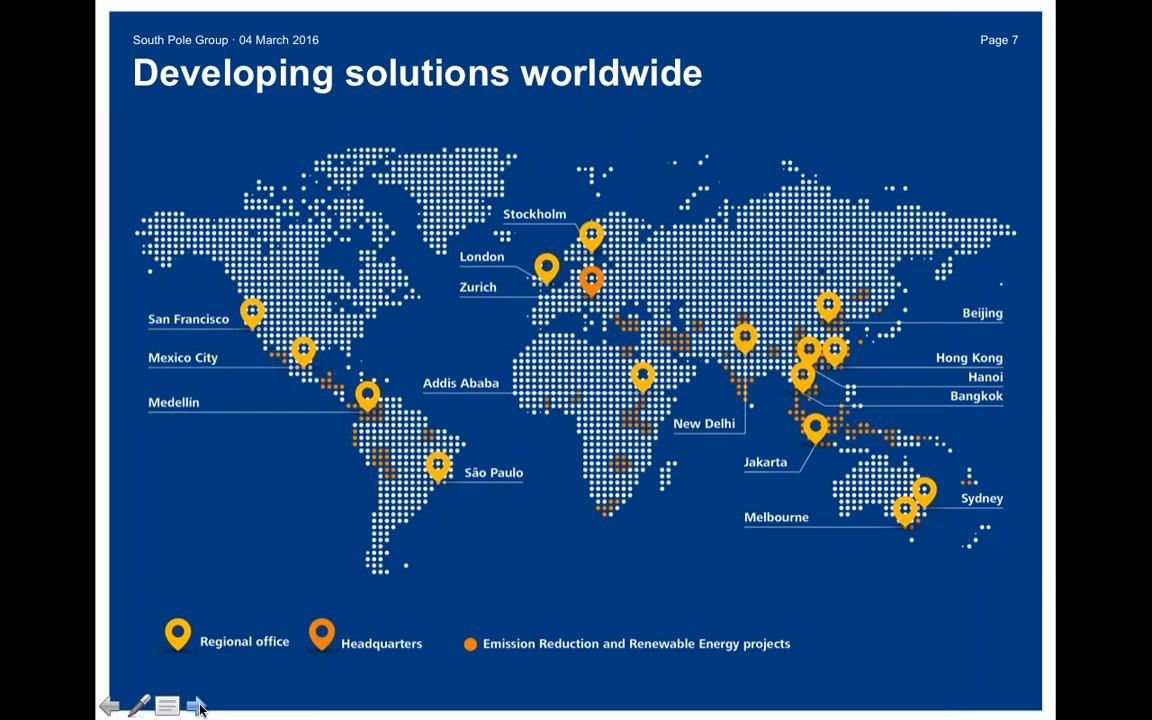 South Pole Group · 04 March 2016
Page 7
Developing solutions worldwide
Stockholm
London
Zurich
San Francisco
Beijing
Mexico City
Hong Kong
Hanoi
Addis Ababa
Bangkok
Medellín
New Delhi
Jakarta
São Paulo
Sydney
Melbourne
Regional office
Headquarters
Emission Reduction and Renewable Energy projects